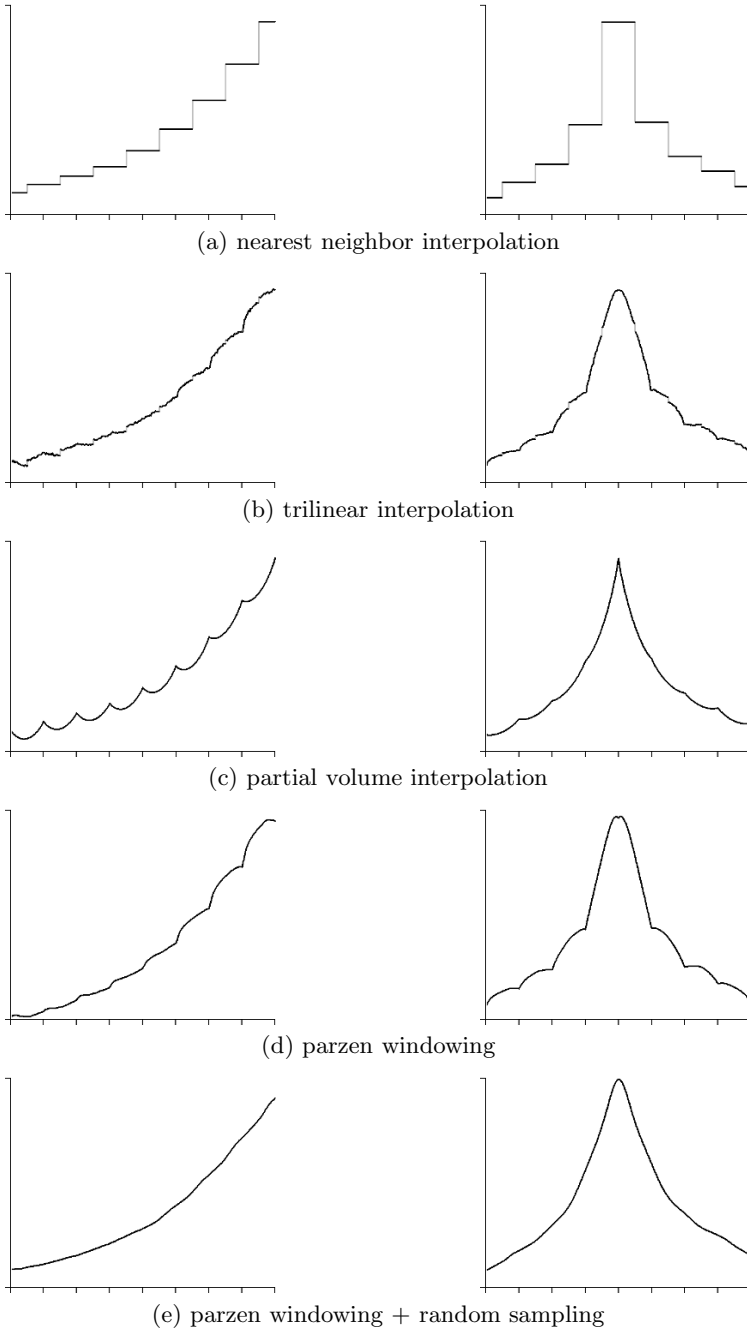 (a) nearest neighbor interpolation
(b) trilinear interpolation
(c) partial volume interpolation
(d) parzen windowing
(e) parzen windowing + random sampling